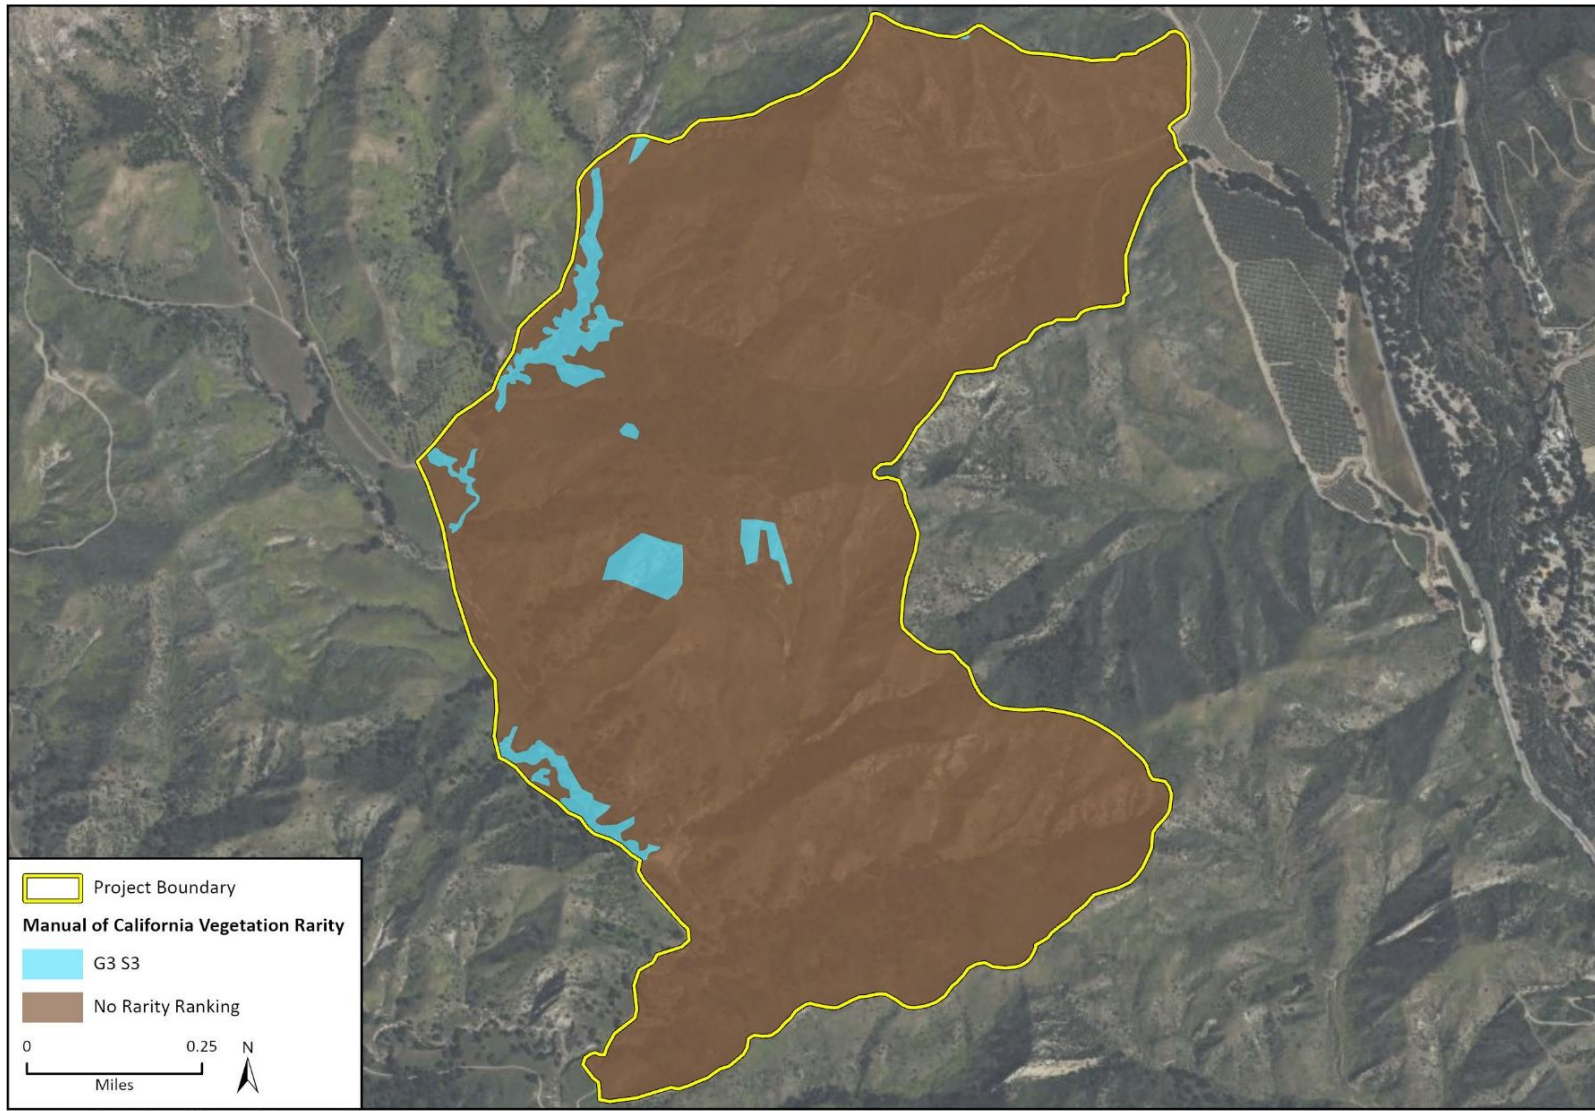 Project Boundary
Manual of California Vegetation Rarity
G3 S3
No Rarity Ranking
0 0.25 N
Miles